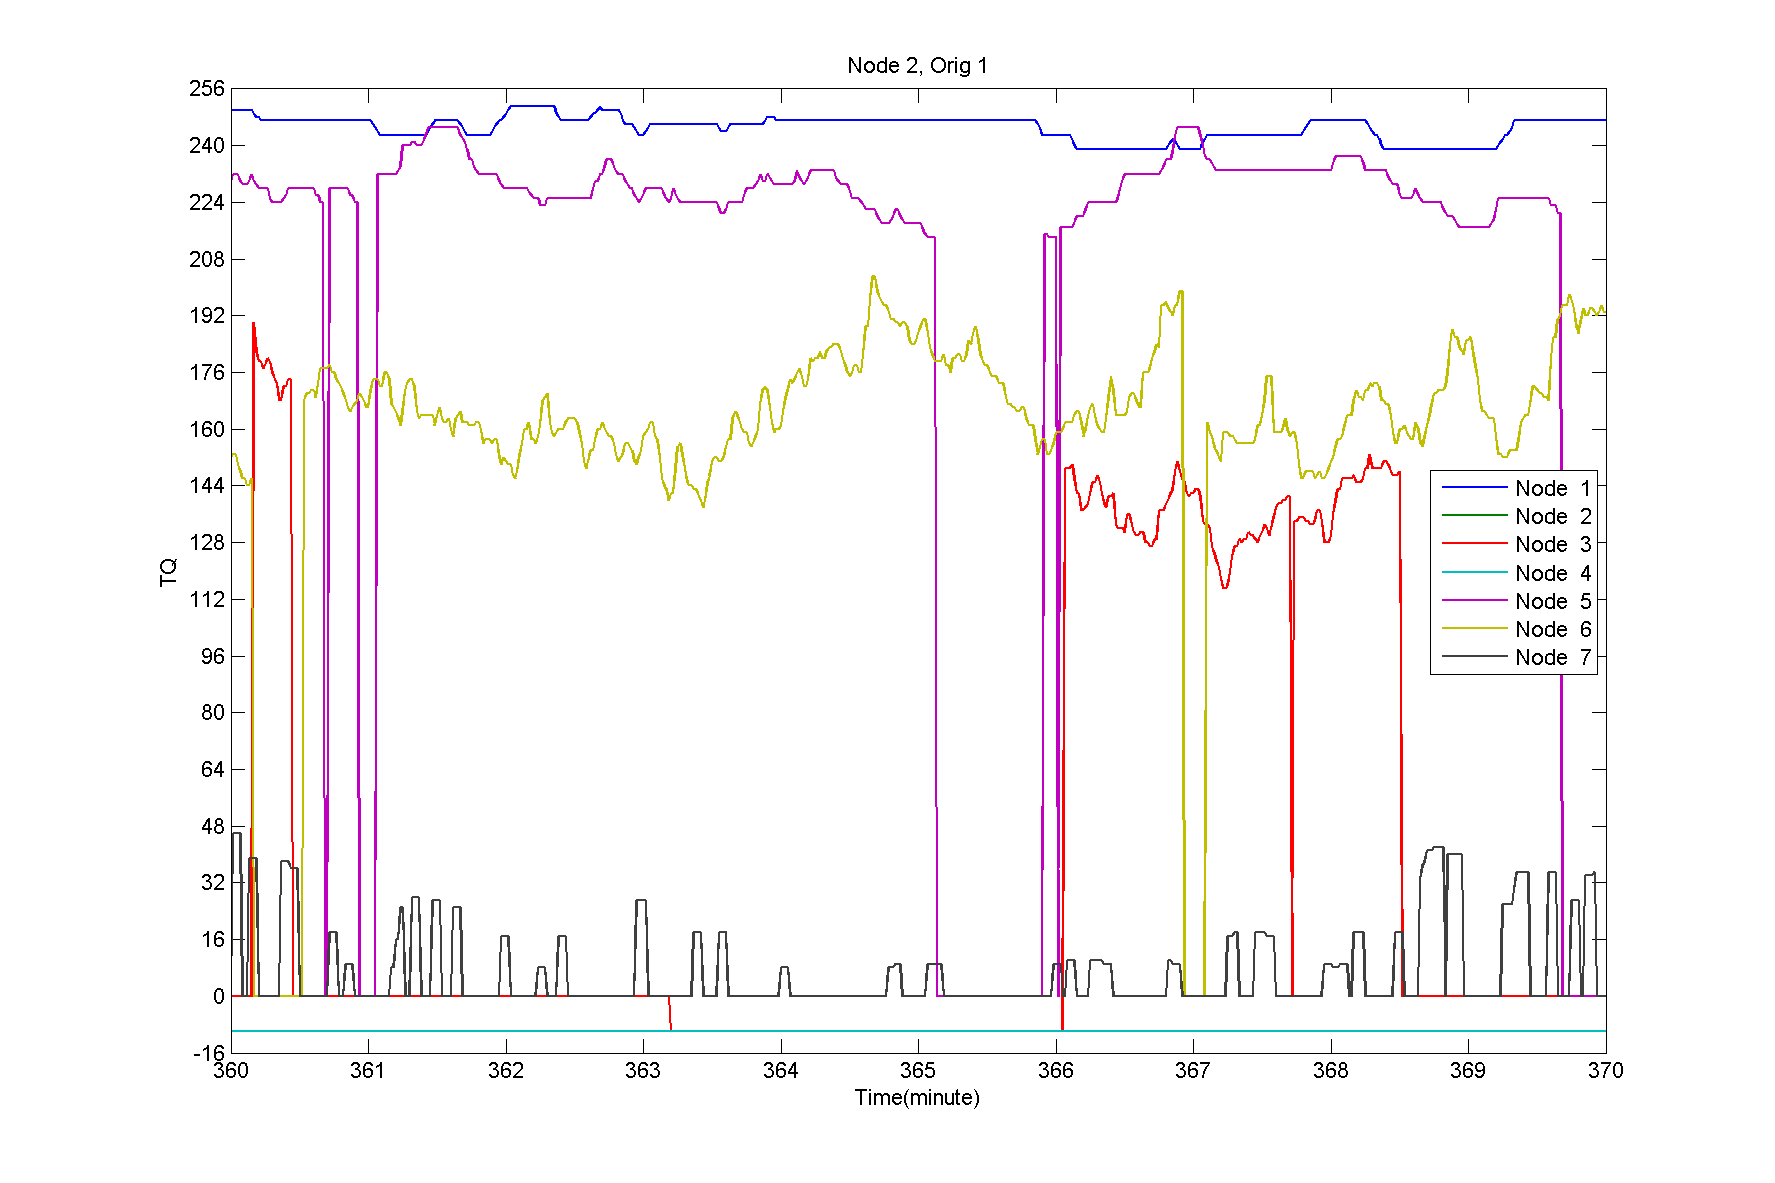 Node 2, Orig 1
256
240
224
208
192
176
160
144
128
112
96
80
64
48
32
16
0
-16
TQ
Node 1
Node 2
Node 3
Node 4
Node 5
Node 6
Node 7
360 361 362 363 364 365 366 367 368 369 370
Time(minute)